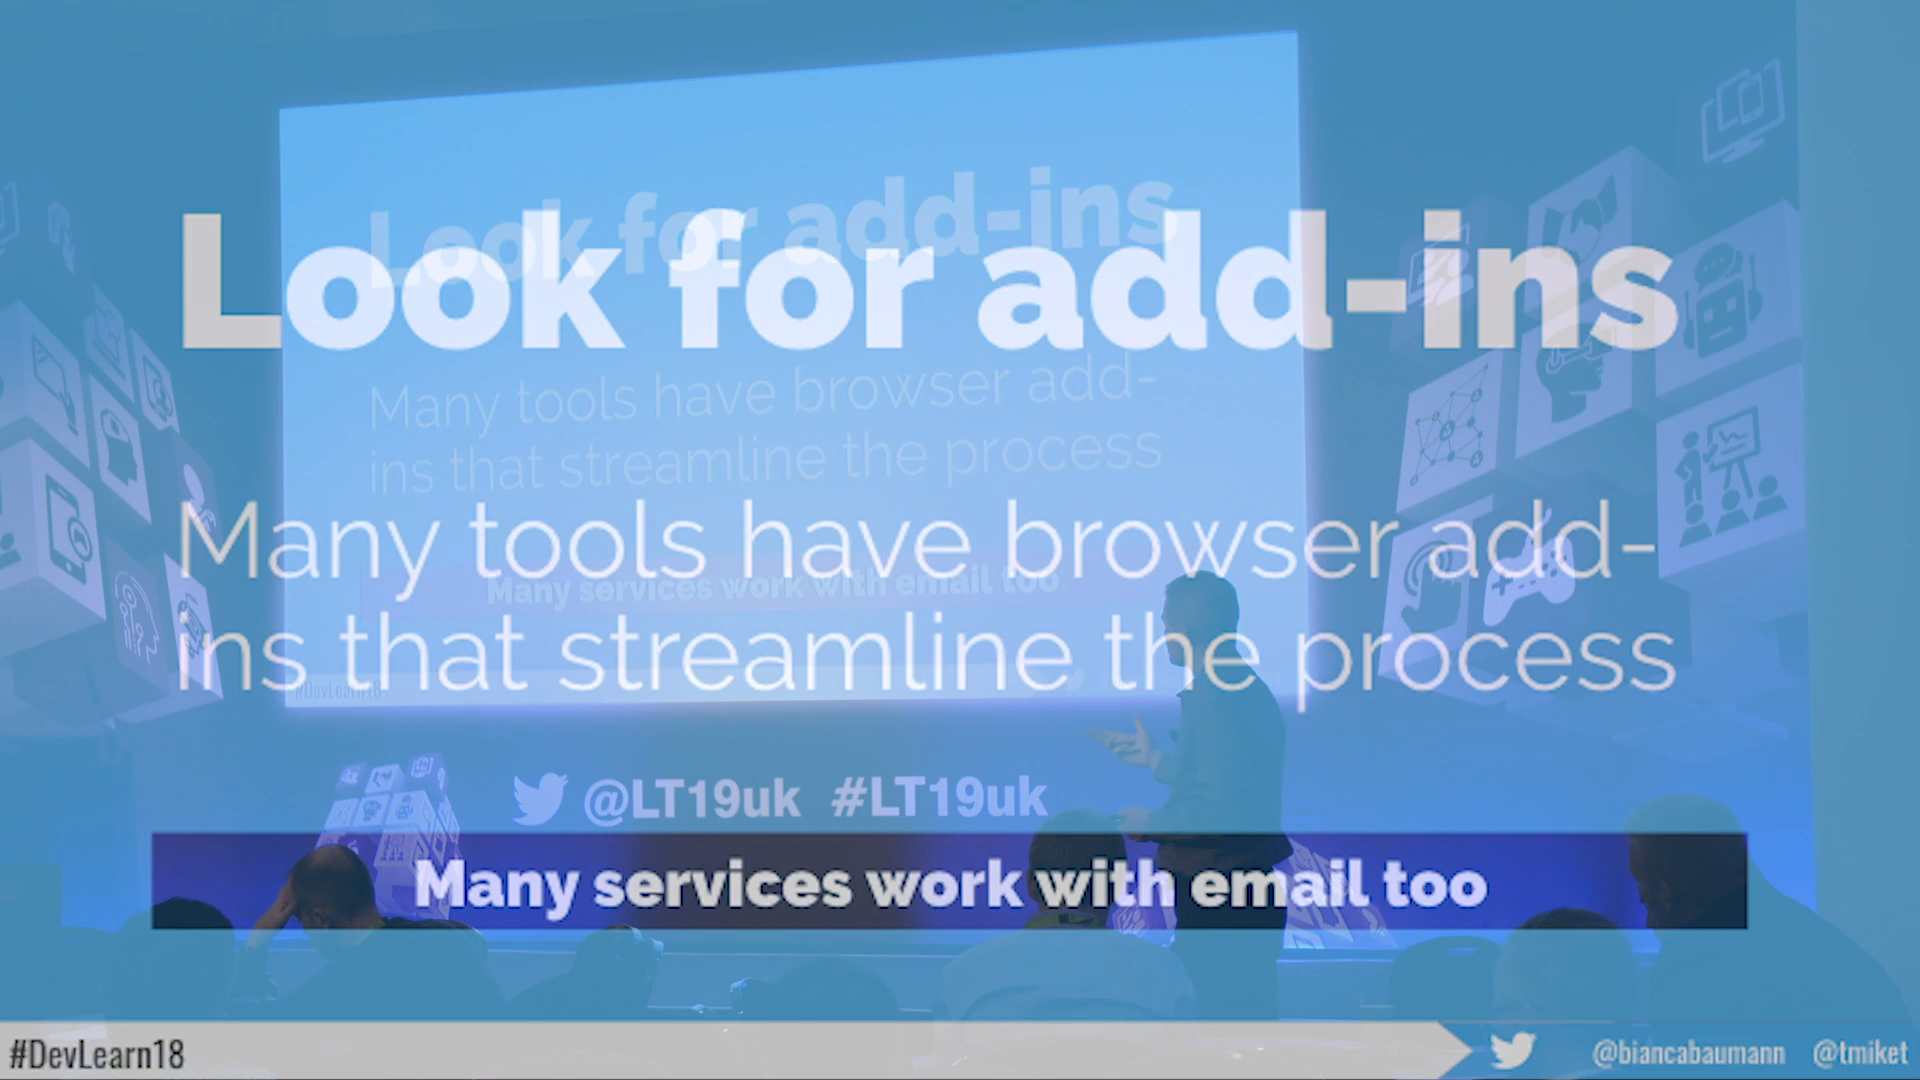 Look for add-ins
Many tools have browser add-
ins that streamline the process
Many services work with email too
#DevLearn18
@biancabaumann @tmiket
Look for add-ins
Many tools have browser add-
ins that streamline the process
Many services work with email too
#DevLearn18
@LT19uk #LT19uk